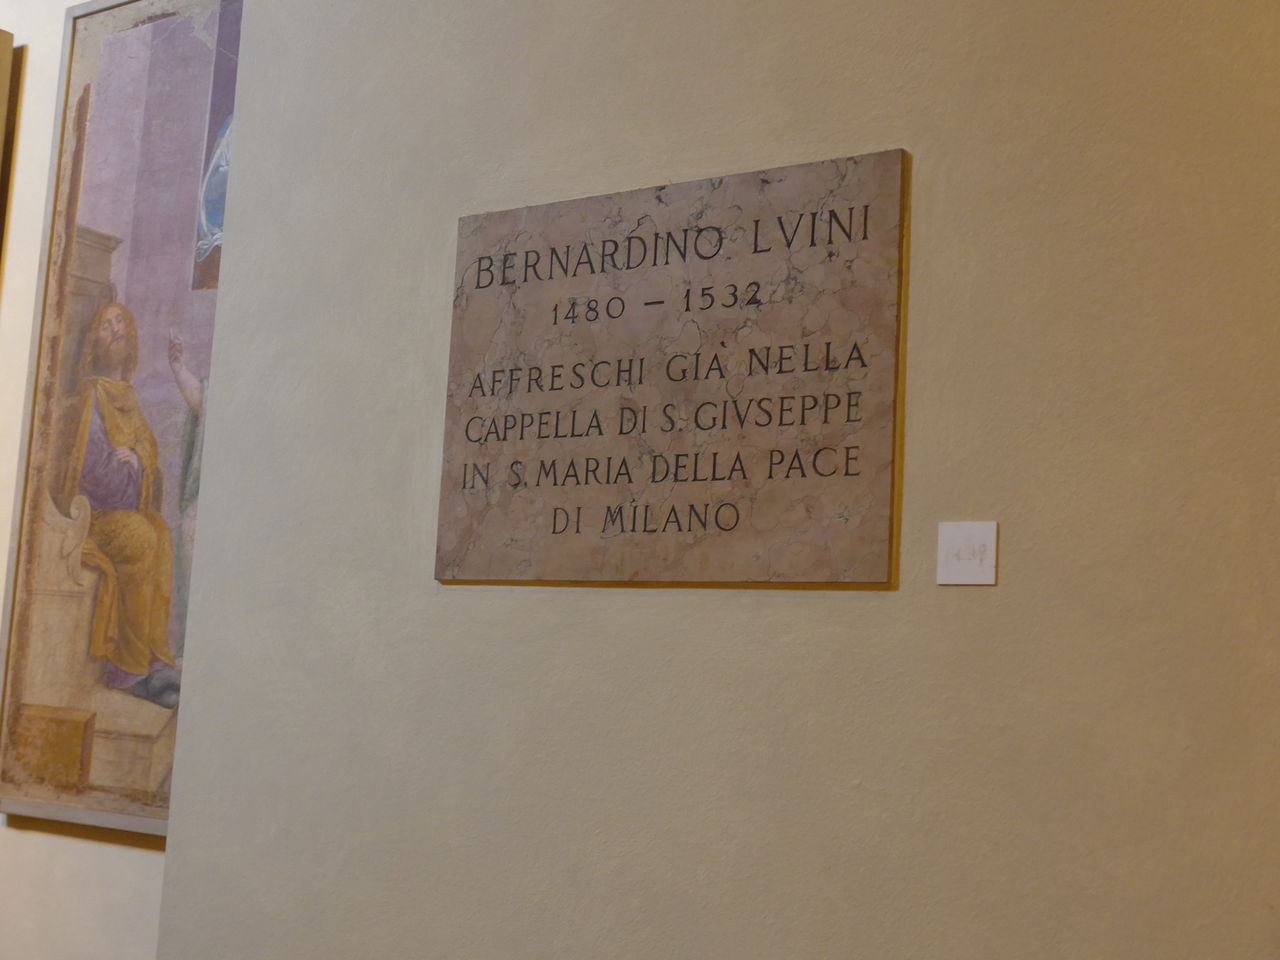 BERNARDINO LVINI
1480 – 1532
AFFRESCHI GIÀ NELLA
CAPPELLA DI S. GIVSEPPE
IN S. MARIA DELLA PACE
DI MILANO